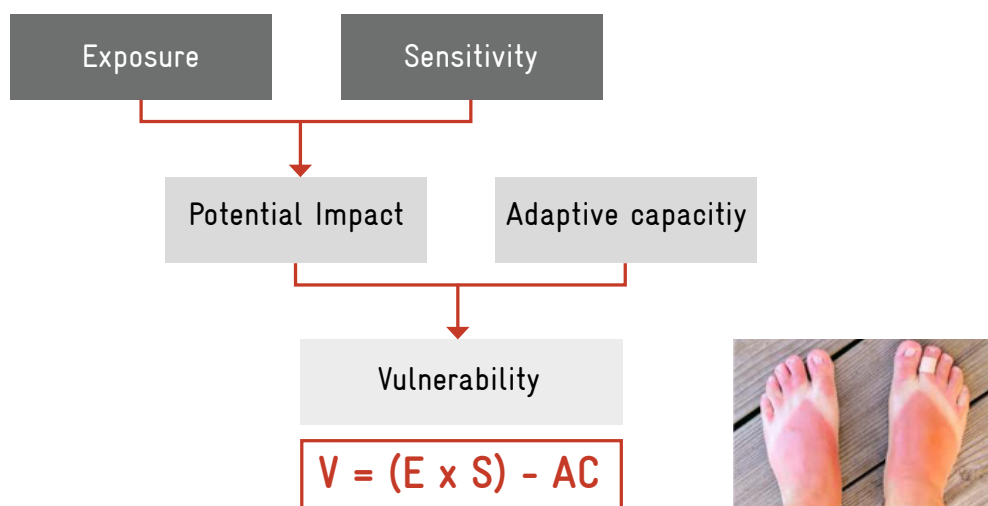 Exposure
Sensitivity
Potential Impact
Adaptive capacitiy
Vulnerability
V = (E x S) - AC